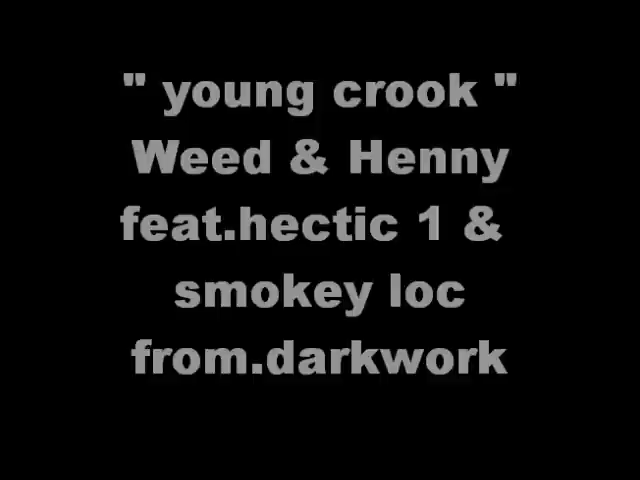 " young crook "
Weed & Henny
feat.hectic 1 &
smokey loc
from.darkwork